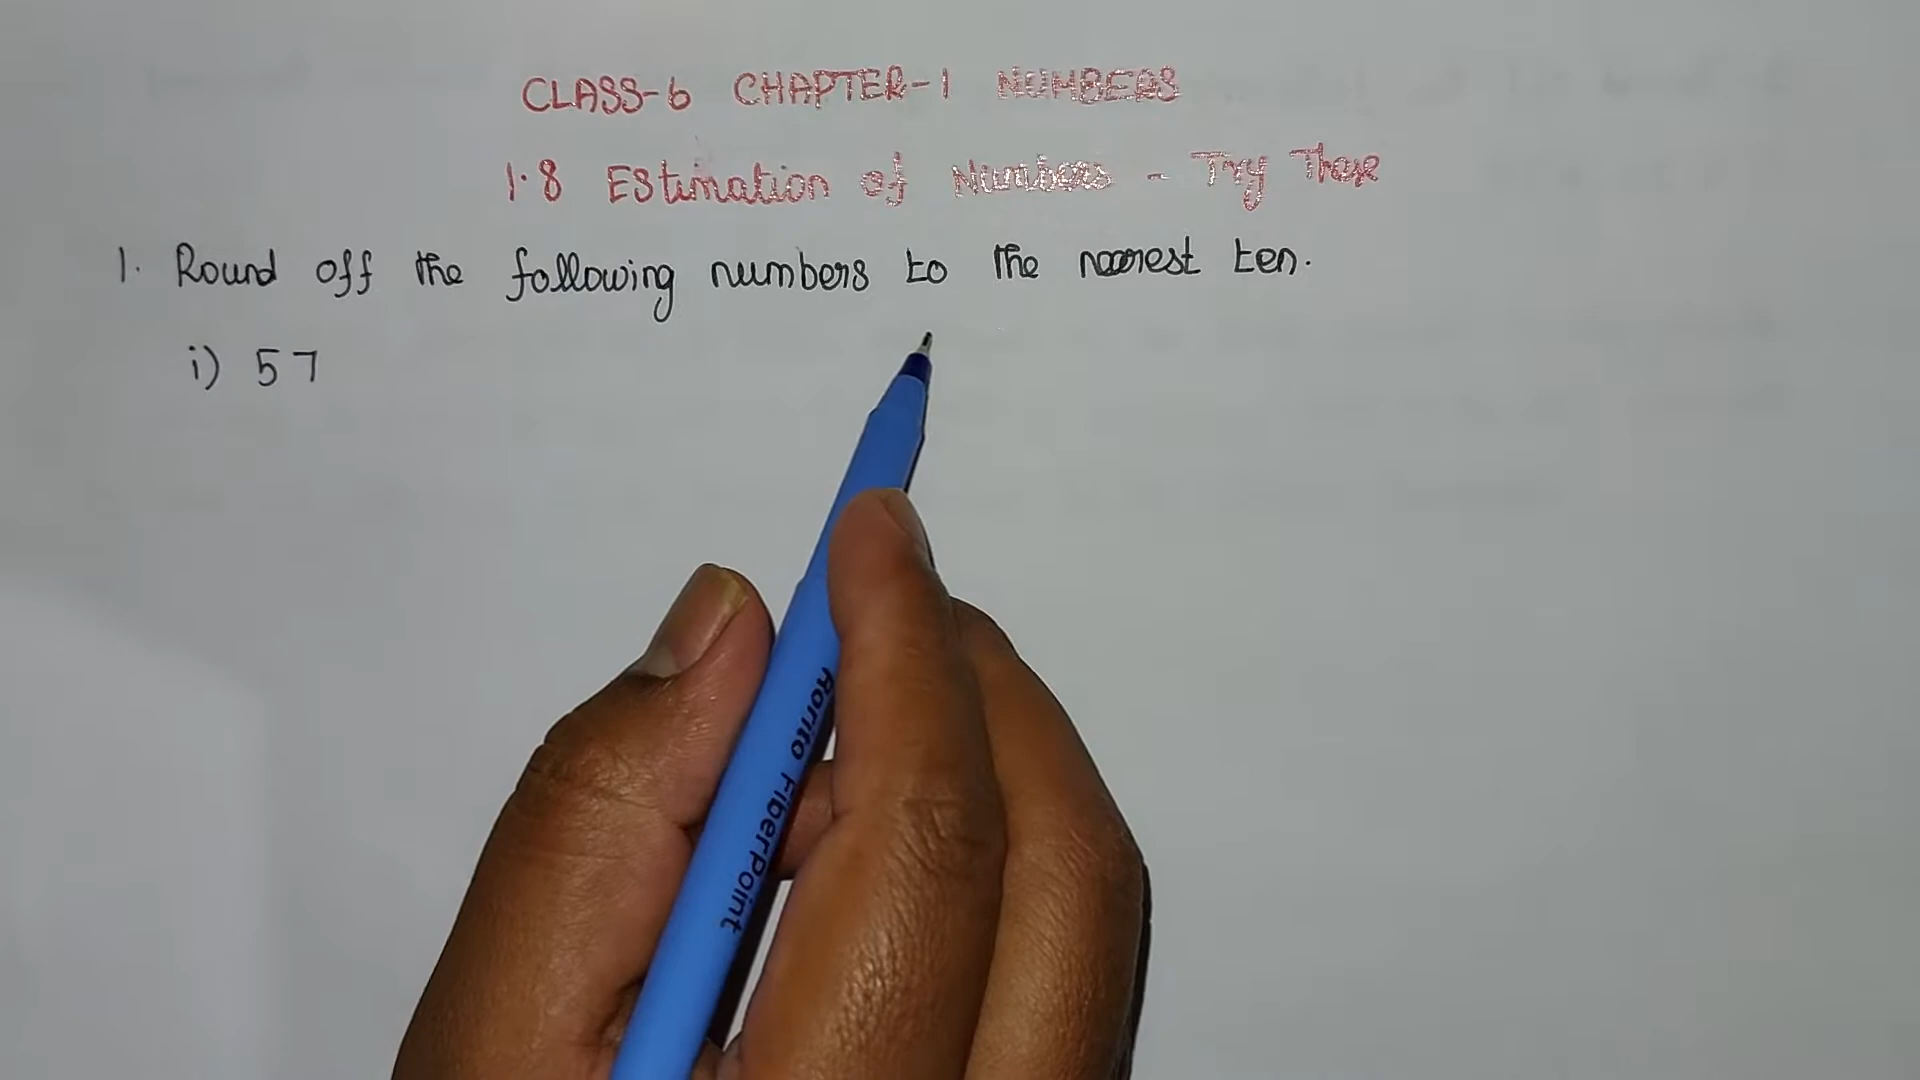 CLASS-6 CHAPTER-1 NUMBERS
1.8 Estimation of Numbers - Try These
1. Round off the following numbers to the nearest ten.
i) 57
Rorito FiberPoint